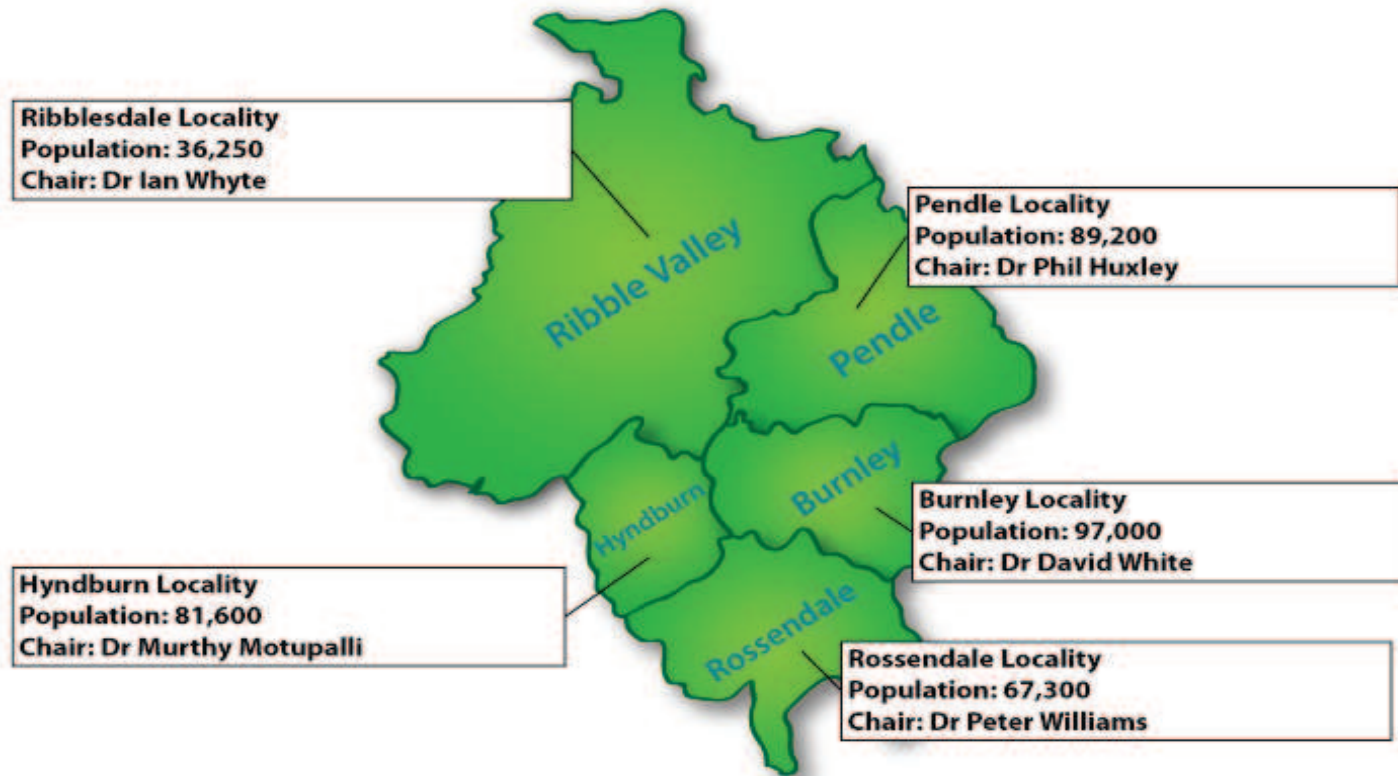 Ribblesdale Locality
Population: 36,250
Chair: Dr Ian Whyte
Pendle Locality
Population: 89,200
Chair: Dr Phil Huxley
Ribble Valley
Pendle
Burnley
Hyndburn
Burnley Locality
Population: 97,000
Chair: Dr David White
Hyndburn Locality
Population: 81,600
Chair: Dr Murthy Motupalli
Rossendale
Rossendale Locality
Population: 67,300
Chair: Dr Peter Williams